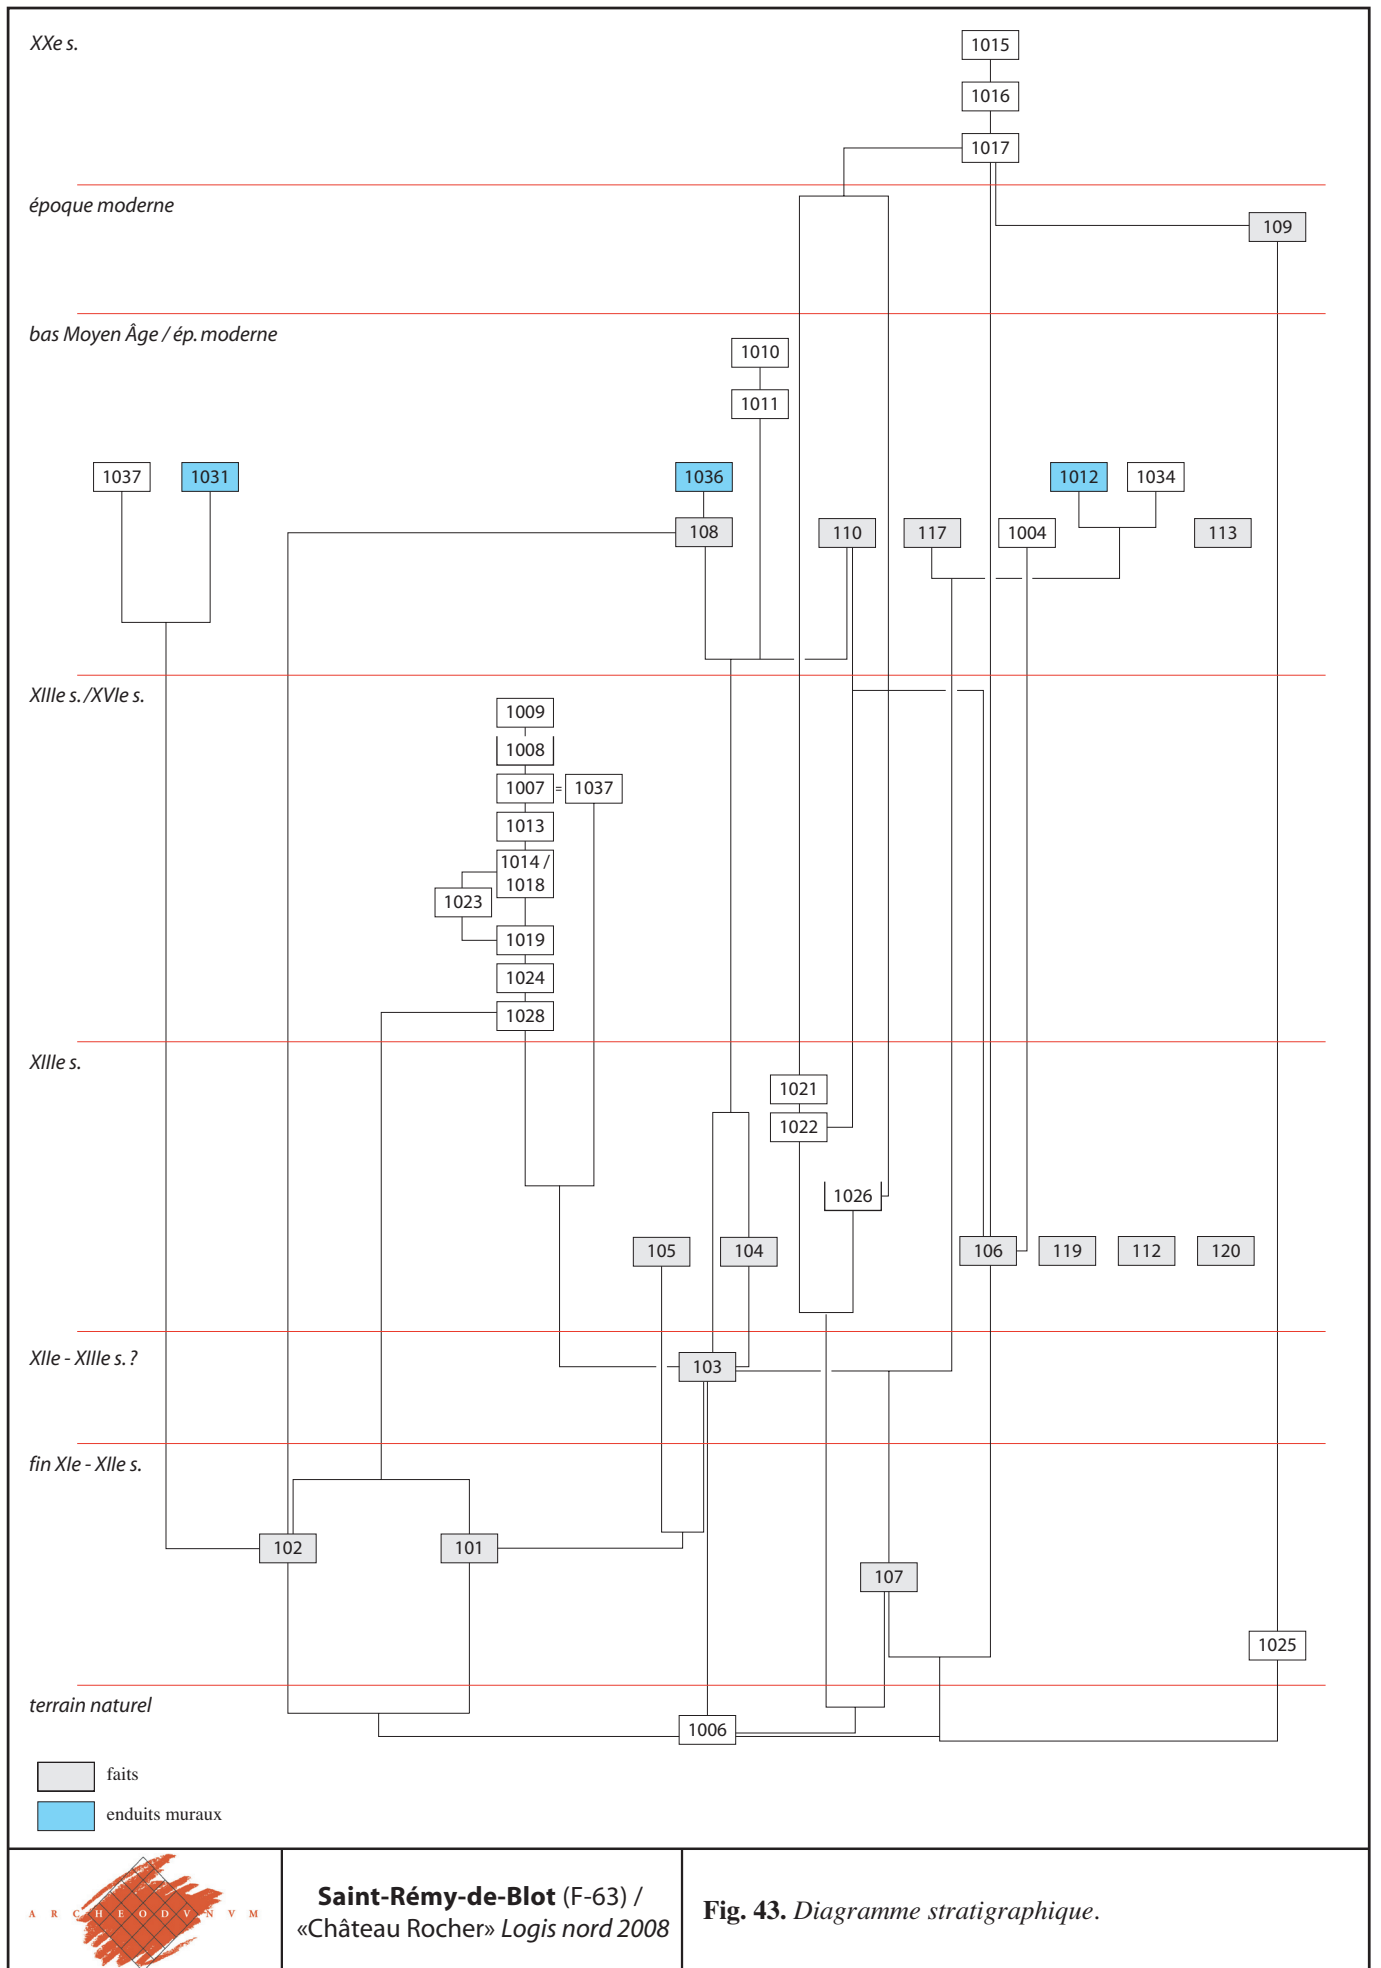 XXe s.
1015
1016
1017
époque moderne
109
bas Moyen Âge / ép. moderne
1010
1011
1037
1031
1036
1012
1034
108
110
117
1004
113
XIIIe s./XVIe s.
1009
1008
1007 = 1037
1013
1014 /
1018
1023
1019
1024
1028
XIIIe s.
1021
1022
1026
105
104
106
119
112
120
XIIe - XIIIe s. ?
103
fin XIe - XIIe s.
102
101
107
1025
terrain naturel
1006
faits
enduits muraux
ARCHEODVNVM
Saint-Rémy-de-Blot (F-63) /
«Château Rocher» Logis nord 2008
Fig. 43. Diagramme stratigraphique.